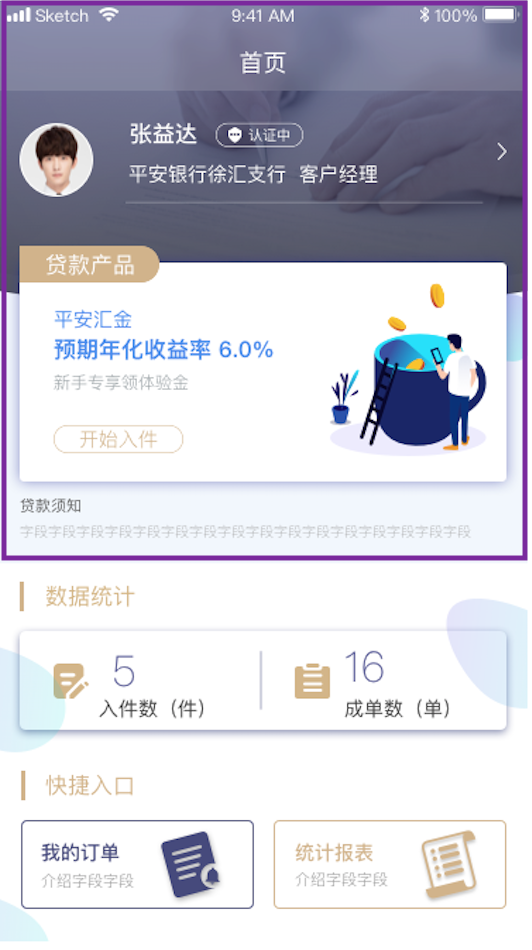 Sketch 9:41 AM 100%
首页
张益达 认证中
平安银行徐汇支行 客户经理
贷款产品
平安汇金
预期年化收益率 6.0%
新手专享领体验金
开始入件
贷款须知
字段字段字段字段字段字段字段字段字段字段字段字段字段字段字段字段
数据统计
5 16
入件数（件） 成单数（单）
快捷入口
我的订单 统计报表
介绍字段字段 介绍字段字段